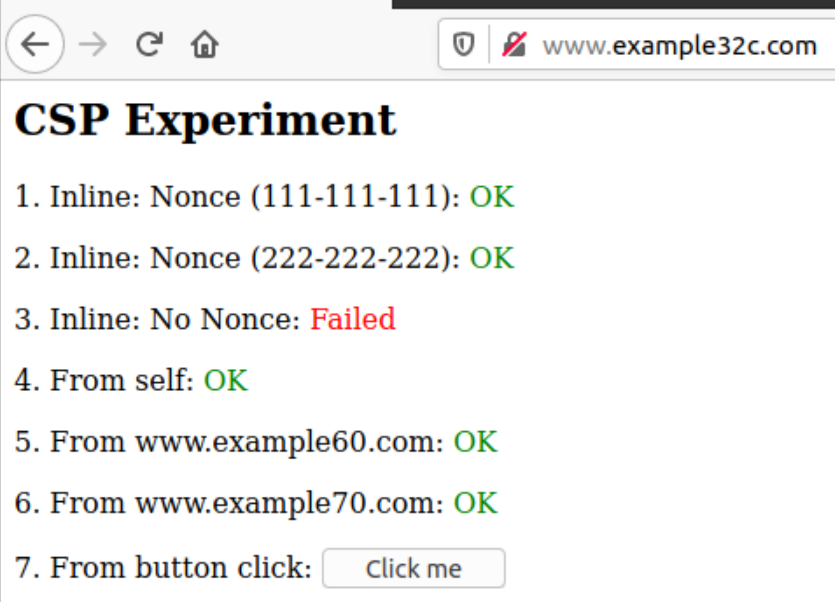 www.example32c.com
CSP Experiment
1. Inline: Nonce (111-111-111): OK
2. Inline: Nonce (222-222-222): OK
3. Inline: No Nonce: Failed
4. From self: OK
5. From www.example60.com: OK
6. From www.example70.com: OK
7. From button click: Click me